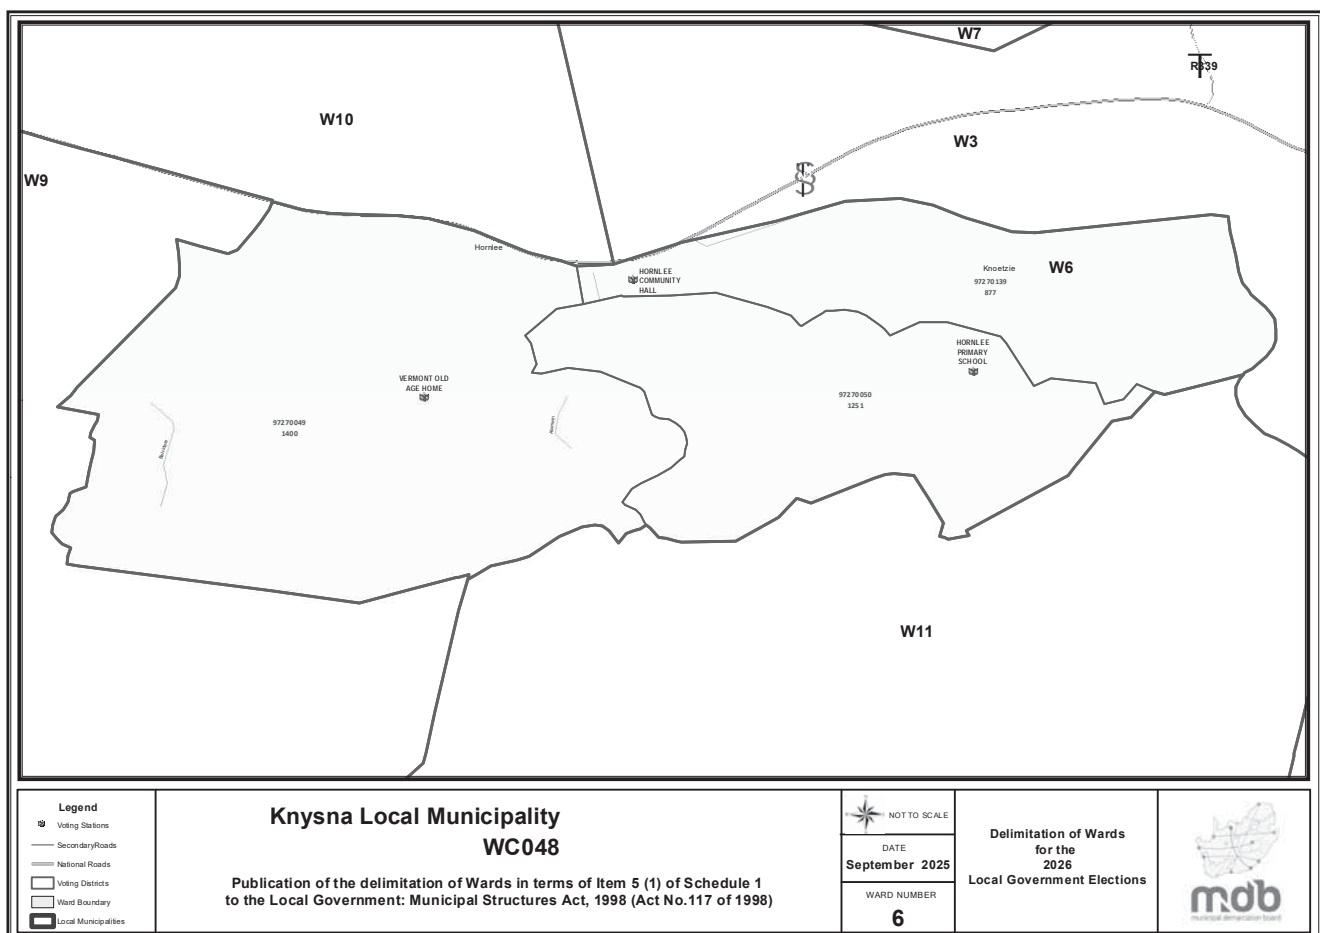 W7
R339
W10
W3
W9
Hornlee
HORNLEE
COMMUNITY
HALL
Knoetzie
W6
97270139
877
HORNLEE
PRIMARY
SCHOOL
VERMONT OLD
AGE HOME
97270050
1251
97270049
1400
W11
Legend
Voting Stations
SecondaryRoads
National Roads
Voting Districts
Ward Boundary
Local Municipalities
Knysna Local Municipality
WC048
Publication of the delimitation of Wards in terms of Item 5 (1) of Schedule 1
to the Local Government: Municipal Structures Act, 1998 (Act No.117 of 1998)
NOT TO SCALE
DATE
September 2025
WARD NUMBER
6
Delimitation of Wards
for the
2026
Local Government Elections
mdb
municipal demarcation board